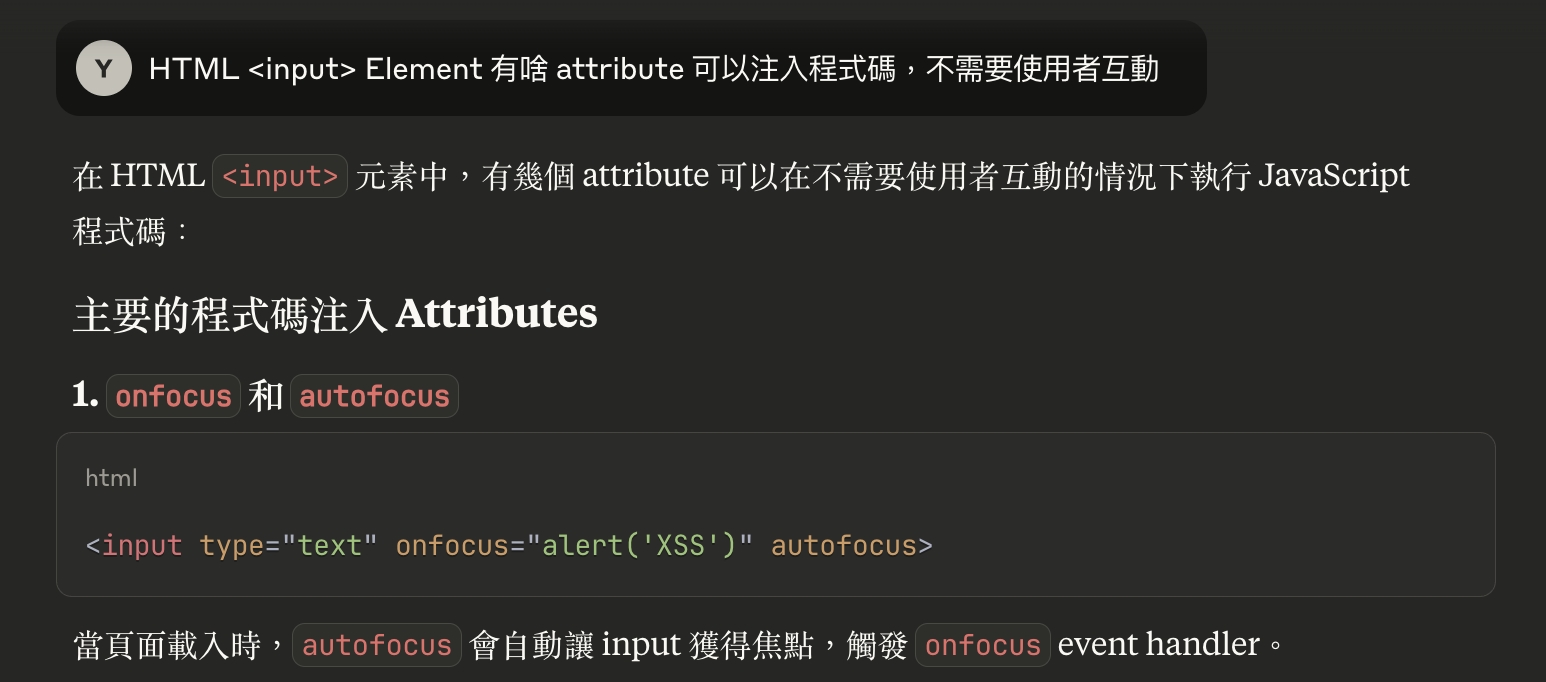 Y HTML <input> Element 有啥 attribute 可以注入程式碼，不需要使用者互動
在 HTML <input> 元素中，有幾個 attribute 可以在不需要使用者互動的情況下執行 JavaScript
程式碼：
主要的程式碼注入 Attributes
1. onfocus 和 autofocus
html
<input type="text" onfocus="alert('XSS')" autofocus>
當頁面載入時，autofocus 會自動讓 input 獲得焦點，觸發 onfocus event handler。